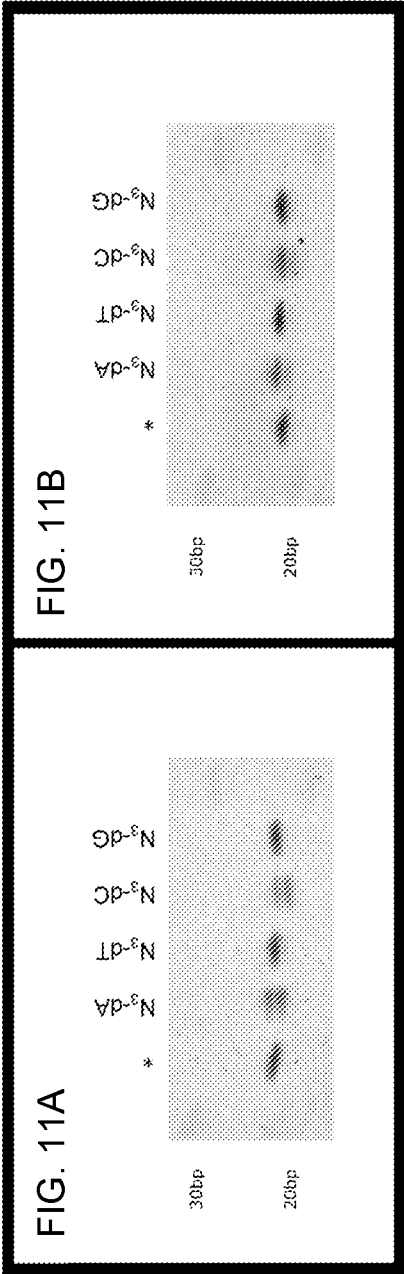 FIG. 11A
*
N₃-dA
N₃-dT
N₃-dC
N₃-dG
30bp
20bp
FIG. 11B
*
N₃-dA
N₃-dT
N₃-dC
N₃-dG
30bp
20bp